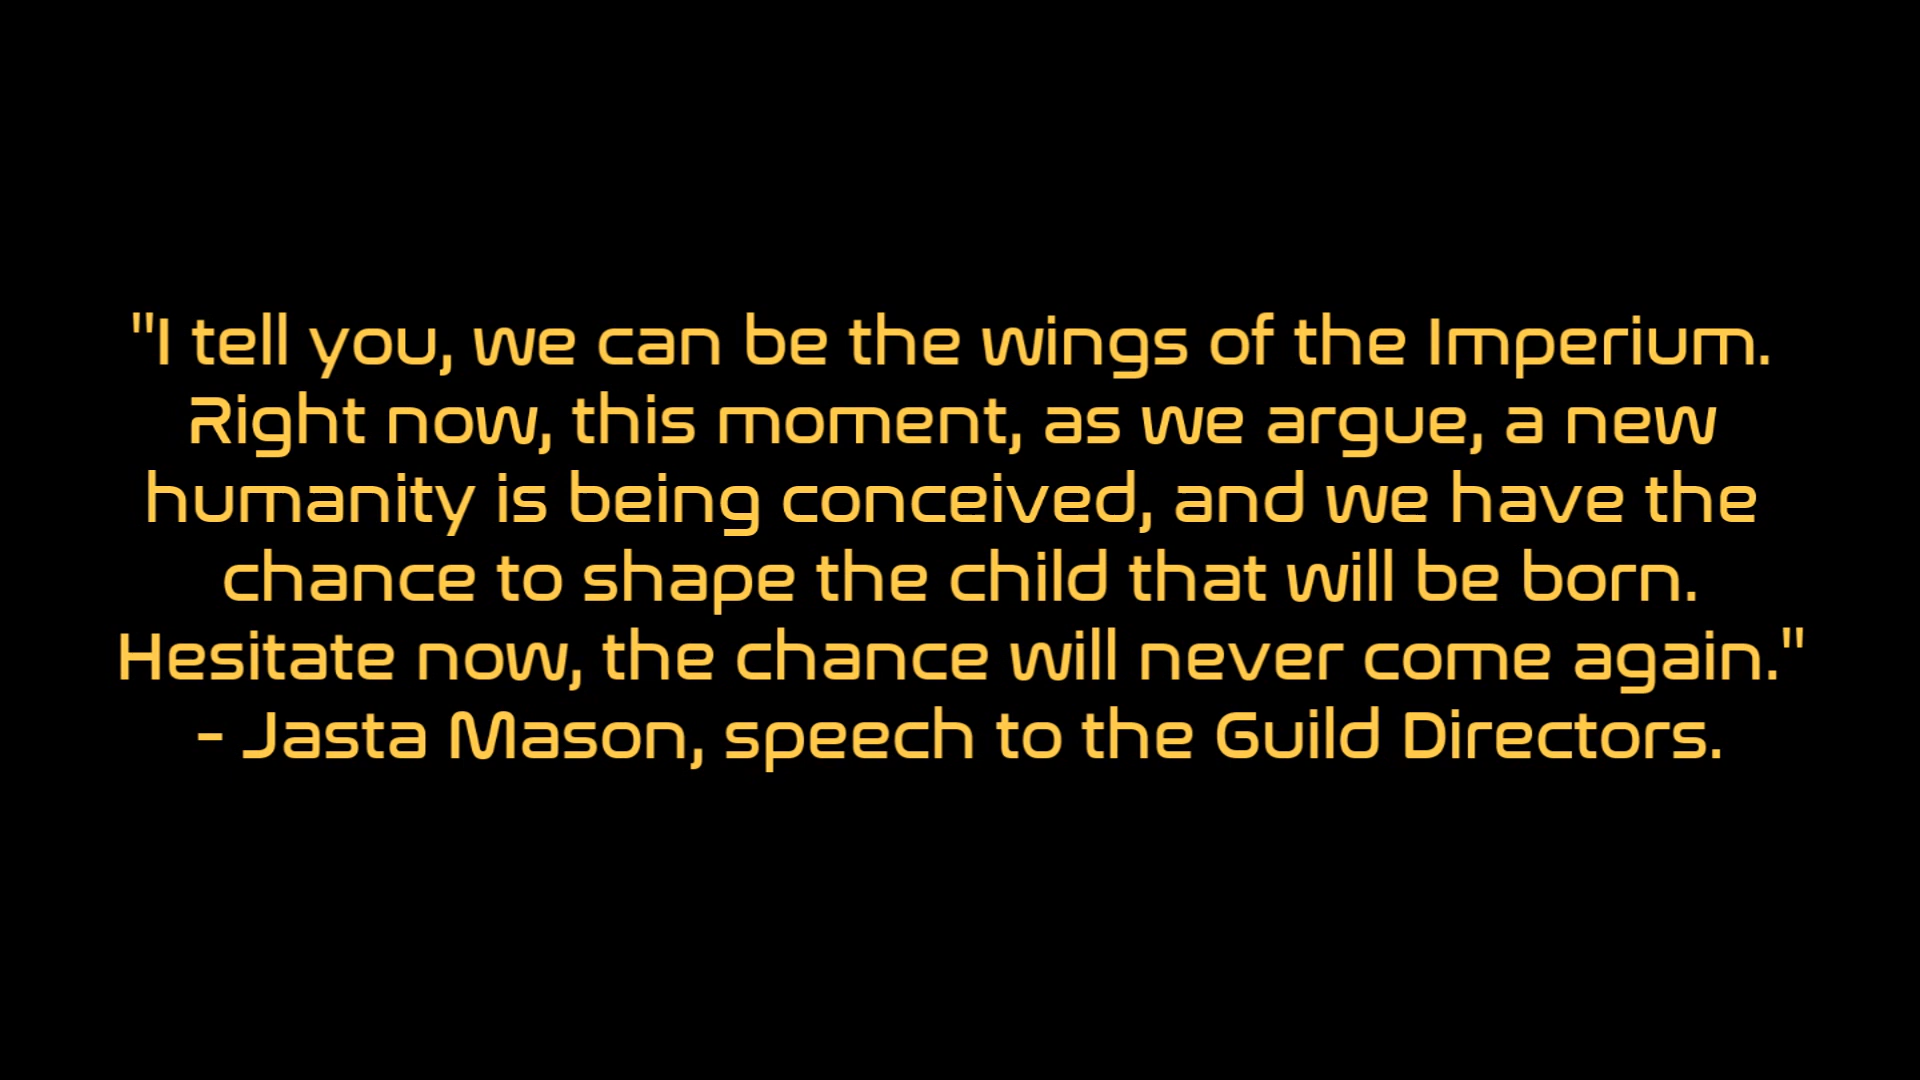 "I tell you, we can be the wings of the Imperium.
Right now, this moment, as we argue, a new
humanity is being conceived, and we have the
chance to shape the child that will be born.
Hesitate now, the chance will never come again."
- Jasta Mason, speech to the Guild Directors.